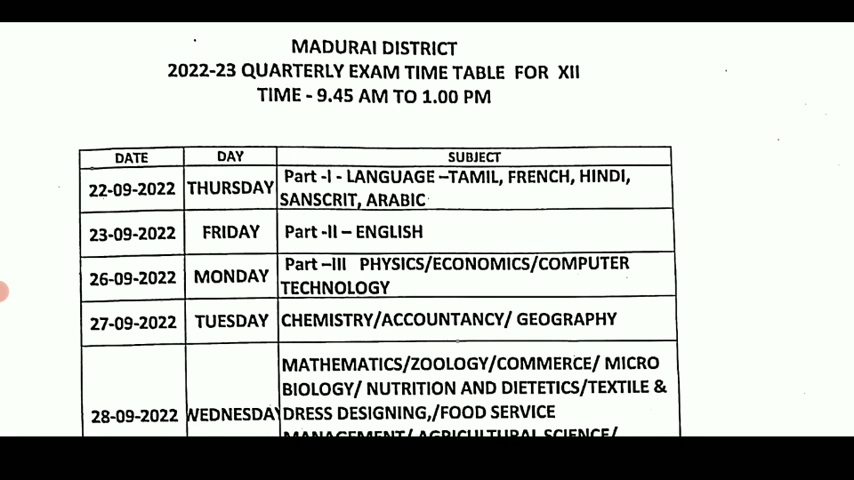 MADURAI DISTRICT
2022-23 QUARTERLY EXAM TIME TABLE FOR XII
TIME - 9.45 AM TO 1.00 PM
DATE DAY SUBJECT
22-09-2022 THURSDAY Part -I - LANGUAGE –TAMIL, FRENCH, HINDI,
SANSCRIT, ARABIC
23-09-2022 FRIDAY Part -II – ENGLISH
26-09-2022 MONDAY Part –III PHYSICS/ECONOMICS/COMPUTER
TECHNOLOGY
27-09-2022 TUESDAY CHEMISTRY/ACCOUNTANCY/ GEOGRAPHY
28-09-2022 WEDNESDAY MATHEMATICS/ZOOLOGY/COMMERCE/ MICRO
BIOLOGY/ NUTRITION AND DIETETICS/TEXTILE &
DRESS DESIGNING,/FOOD SERVICE
MANAGEMENT/ AGRICULTURAL SCIENCE/